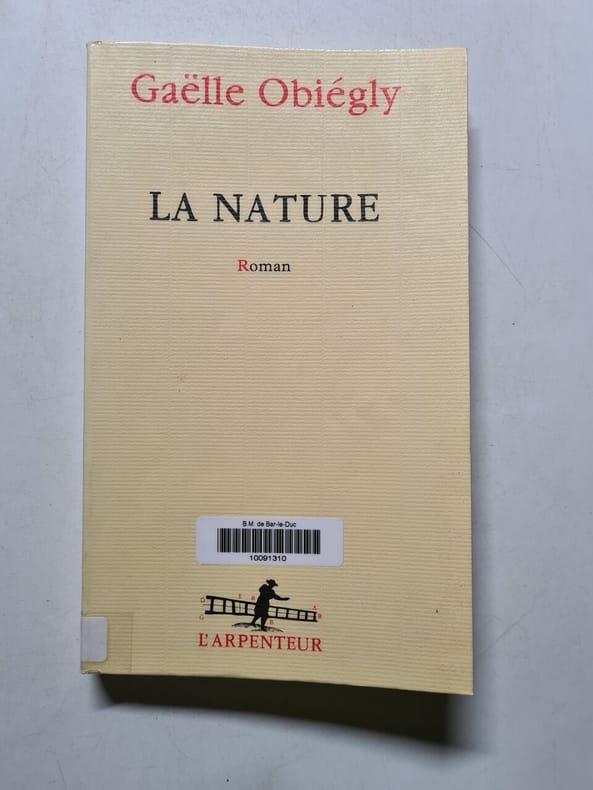 Gaëlle Obiégly
LA NATURE
Roman
B.M. de Bar-le-Duc
10091310
L'ARPENTEUR